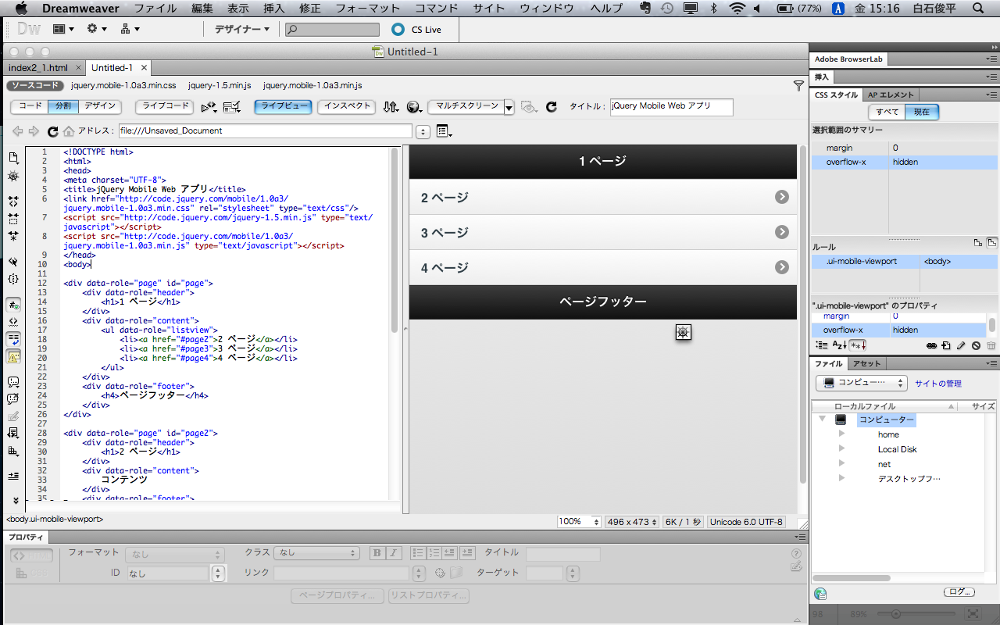 Dreamweaver ファイル 編集 表示 挿入 修正 フォーマット コマンド サイト ウィンドウ ヘルプ (77%) A 金 15:16 白石俊平
Dw デザイナー CS Live
Untitled-1
index2_1.html × Untitled-1 ×
ソースコード jquery.mobile-1.0a3.min.css jquery-1.5.min.js jquery.mobile-1.0a3.min.js
コード 分割 デザイン ライブコード ライブビュー インスペクト マルチスクリーン タイトル: jQuery Mobile Web アプリ
アドレス: file:///Unsaved_Document
1 <!DOCTYPE html>
2 <html>
3 <head>
4 <meta charset="UTF-8">
5 <title>jQuery Mobile Web アプリ</title>
6 <link href="http://code.jquery.com/mobile/1.0a3/
jquery.mobile-1.0a3.min.css" rel="stylesheet" type="text/css"/>
7 <script src="http://code.jquery.com/jquery-1.5.min.js" type="text/
javascript"></script>
8 <script src="http://code.jquery.com/mobile/1.0a3/
jquery.mobile-1.0a3.min.js" type="text/javascript"></script>
9 </head>
10 <body>
11
12 <div data-role="page" id="page">
13 <div data-role="header">
14 <h1>1 ページ</h1>
15 </div>
16 <div data-role="content">
17 <ul data-role="listview">
18 <li><a href="#page2">2 ページ</a></li>
19 <li><a href="#page3">3 ページ</a></li>
20 <li><a href="#page4">4 ページ</a></li>
21 </ul>
22 </div>
23 <div data-role="footer">
24 <h4>ページフッター</h4>
25 </div>
26 </div>
27
28 <div data-role="page" id="page2">
29 <div data-role="header">
30 <h1>2 ページ</h1>
31 </div>
32 <div data-role="content">
33 コンテンツ
34 </div>
35 <div data-role="footer">
1 ページ
2 ページ
3 ページ
4 ページ
ページフッター
<body.ui-mobile-viewport>
100% 496 x 473 6K / 1 秒 Unicode 6.0 UTF-8
プロパティ
フォーマット なし クラス なし B I タイトル
ID なし リンク ターゲット
ページプロパティ... リストプロパティ...
Adobe BrowserLab
挿入
CSS スタイル AP エレメント
すべて 現在
選択範囲のサマリー
margin 0
overflow-x hidden
ルール
.ui-mobile-viewport <body>
".ui-mobile-viewport" のプロパティ
margin 0
overflow-x hidden
ファイル アセット
コンピュー… サイトの管理
ローカルファイル サイズ
コンピューター
home
Local Disk
net
デスクトップフ…
ログ...
98 89%